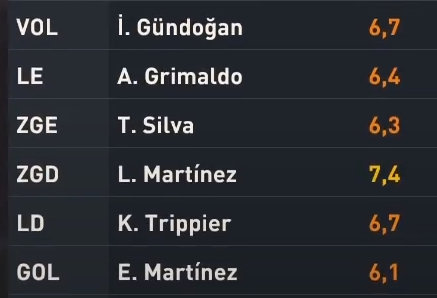 VOL İ. Gündoğan 6,7
LE A. Grimaldo 6,4
ZGE T. Silva 6,3
ZGD L. Martínez 7,4
LD K. Trippier 6,7
GOL E. Martínez 6,1